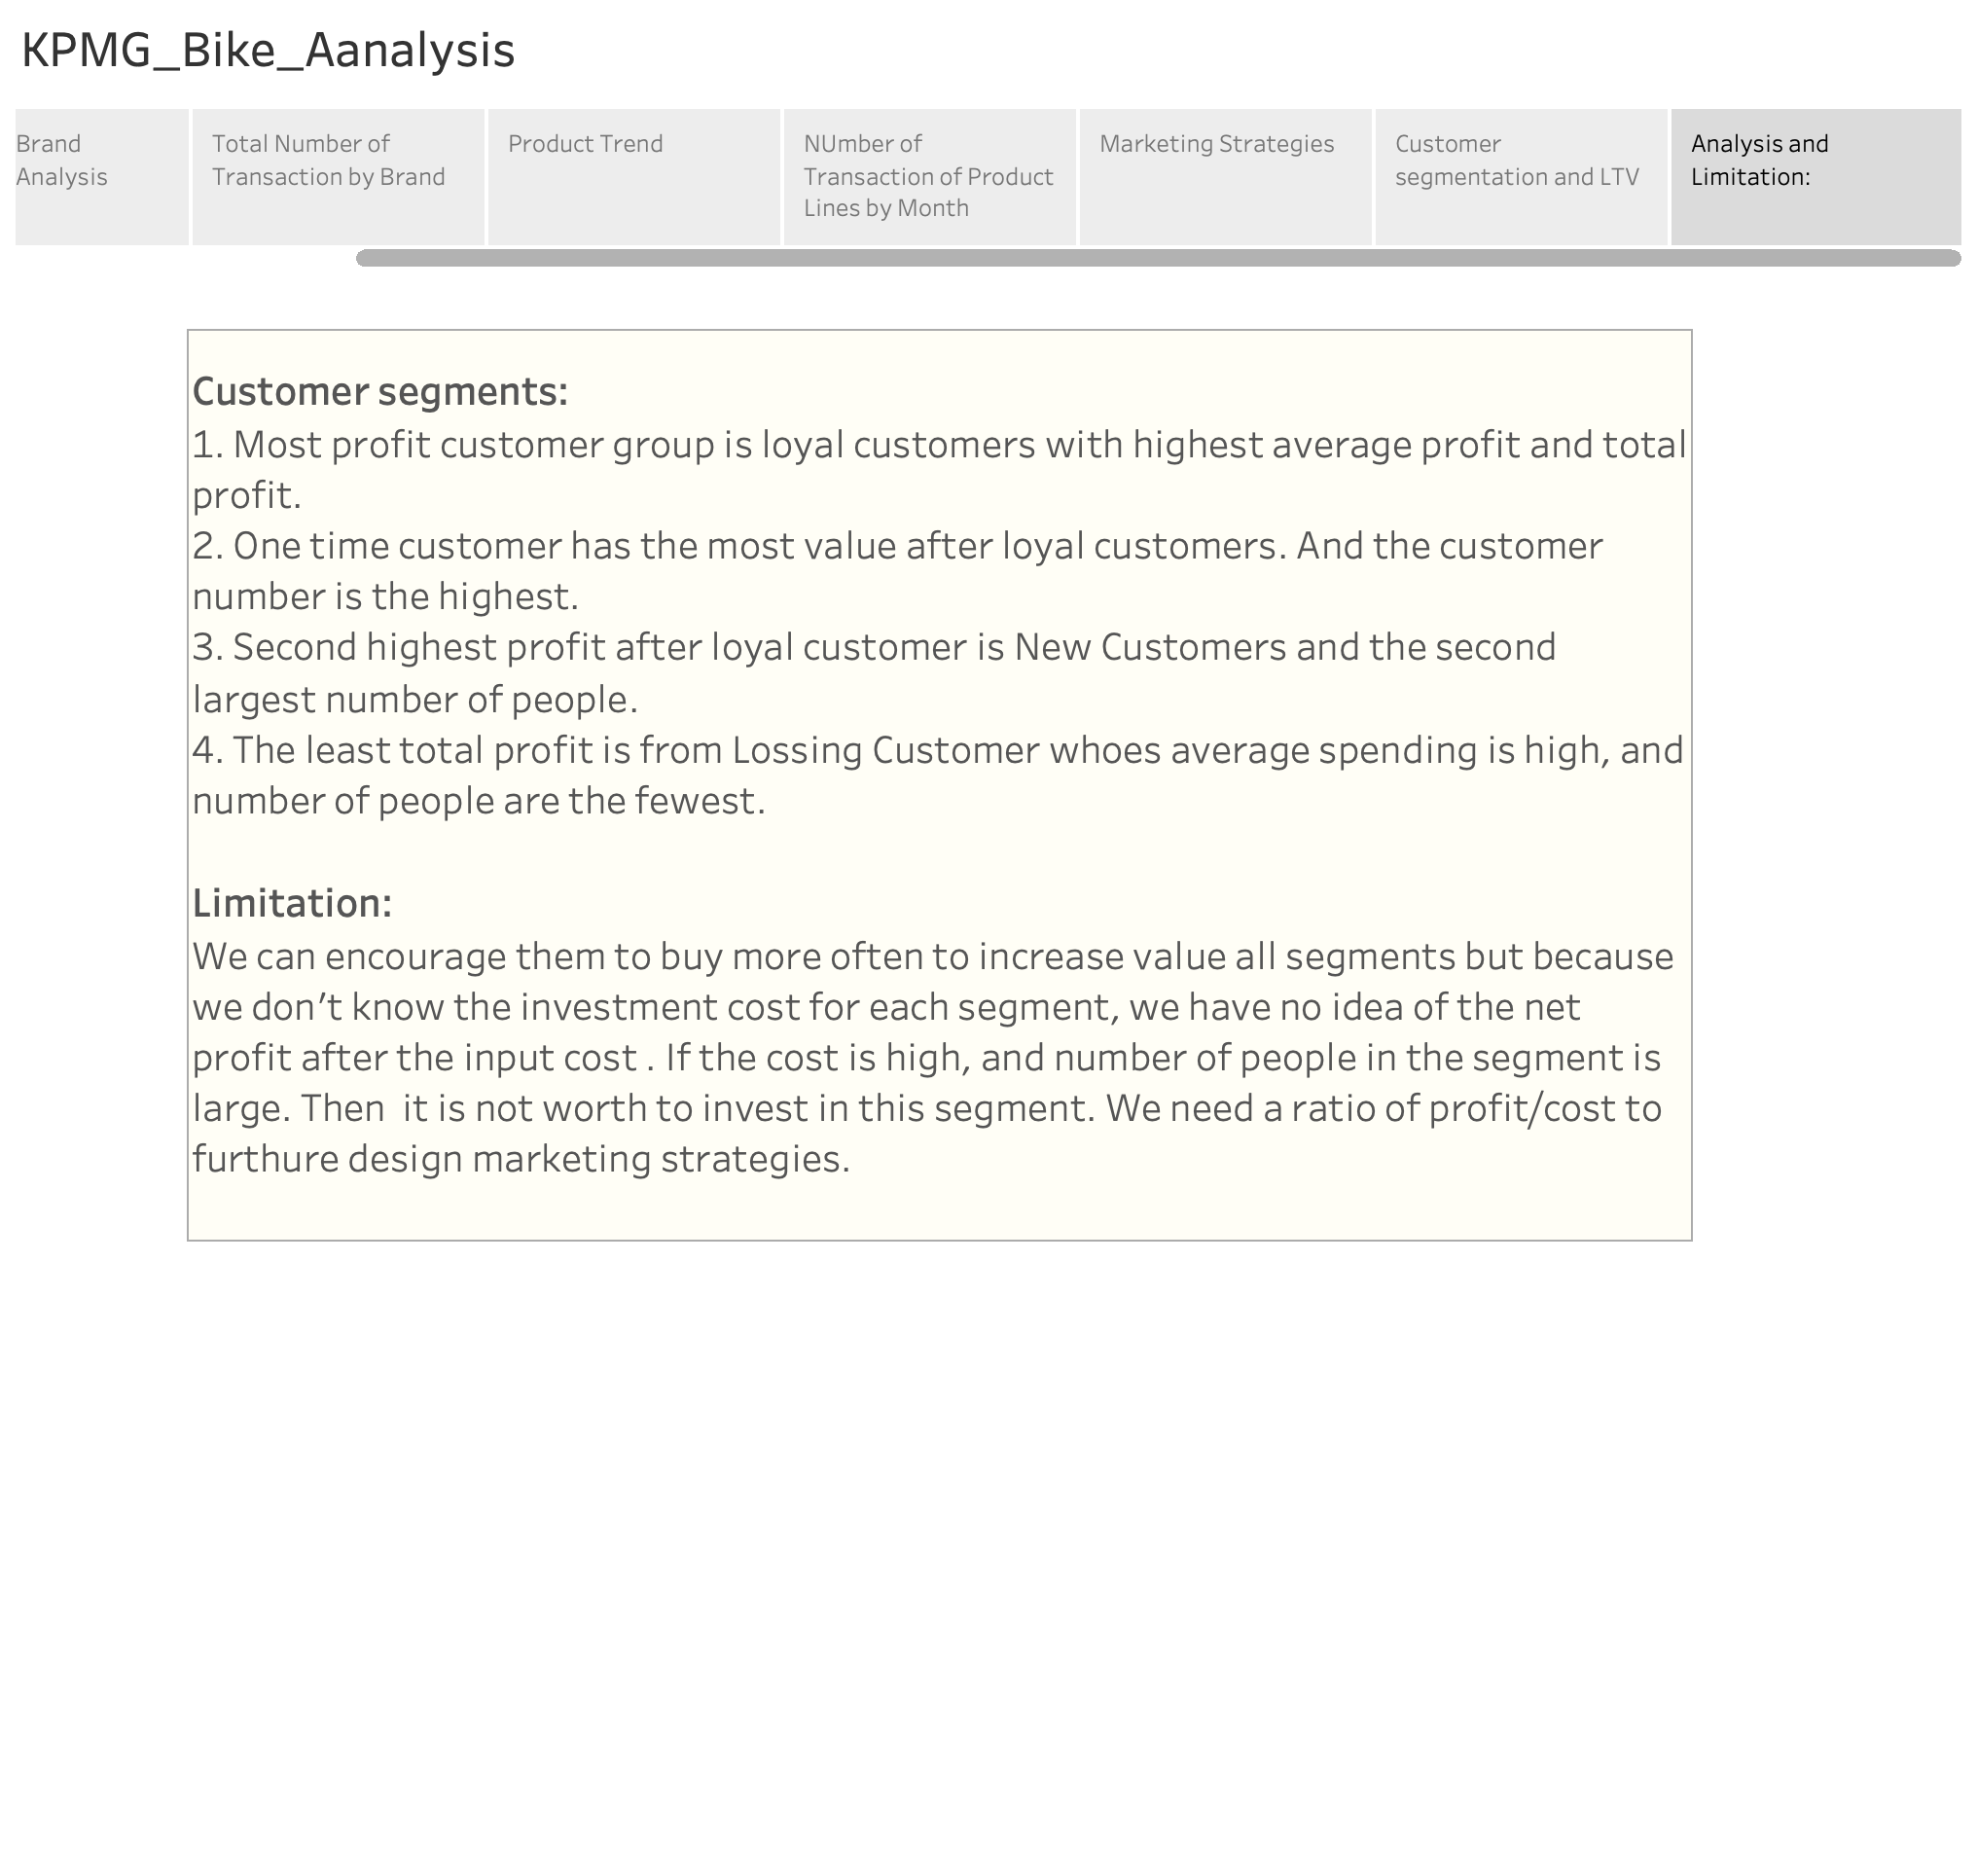 KPMG_Bike_Aanalysis
Brand
Analysis
Total Number of
Transaction by Brand
Product Trend
NUmber of
Transaction of Product
Lines by Month
Marketing Strategies
Customer
segmentation and LTV
Analysis and
Limitation:
Customer segments:
1. Most profit customer group is loyal customers with highest average profit and total
profit.
2. One time customer has the most value after loyal customers. And the customer
number is the highest.
3. Second highest profit after loyal customer is New Customers and the second
largest number of people.
4. The least total profit is from Lossing Customer whoes average spending is high, and
number of people are the fewest.
Limitation:
We can encourage them to buy more often to increase value all segments but because
we don’t know the investment cost for each segment, we have no idea of the net
profit after the input cost . If the cost is high, and number of people in the segment is
large. Then  it is not worth to invest in this segment. We need a ratio of profit/cost to
furthure design marketing strategies.